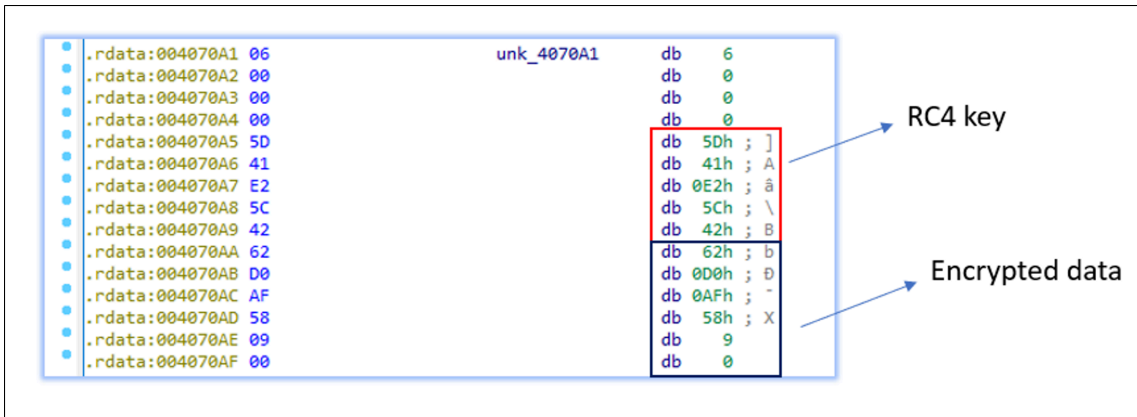 .rdata:004070A1 06 unk_4070A1 db 6
.rdata:004070A2 00 db 0
.rdata:004070A3 00 db 0
.rdata:004070A4 00 db 0
.rdata:004070A5 5D db 5Dh ; ]
.rdata:004070A6 41 db 41h ; A
.rdata:004070A7 E2 db 0E2h ; â
.rdata:004070A8 5C db 5Ch ; \
.rdata:004070A9 42 db 42h ; B
.rdata:004070AA 62 db 62h ; b
.rdata:004070AB D0 db 0D0h ; Ð
.rdata:004070AC AF db 0AFh ; ¯
.rdata:004070AD 58 db 58h ; X
.rdata:004070AE 09 db 9
.rdata:004070AF 00 db 0
RC4 key
Encrypted data